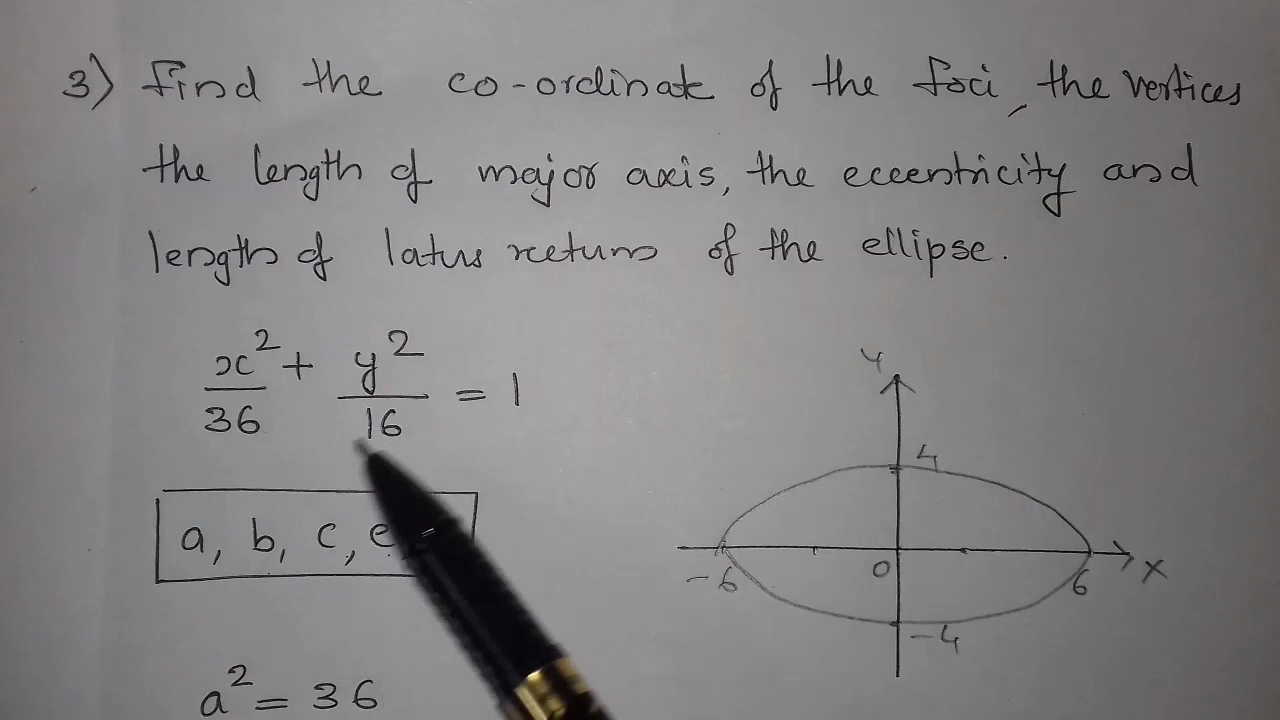 3) Find the co-ordinate of the foci, the vertices
the length of major axis, the eccentricity and
length of latus rectum of the ellipse.
x²/36 + y²/16 = 1
a, b, c, e =
a² = 36
Y
4
-6 0 6 X
-4